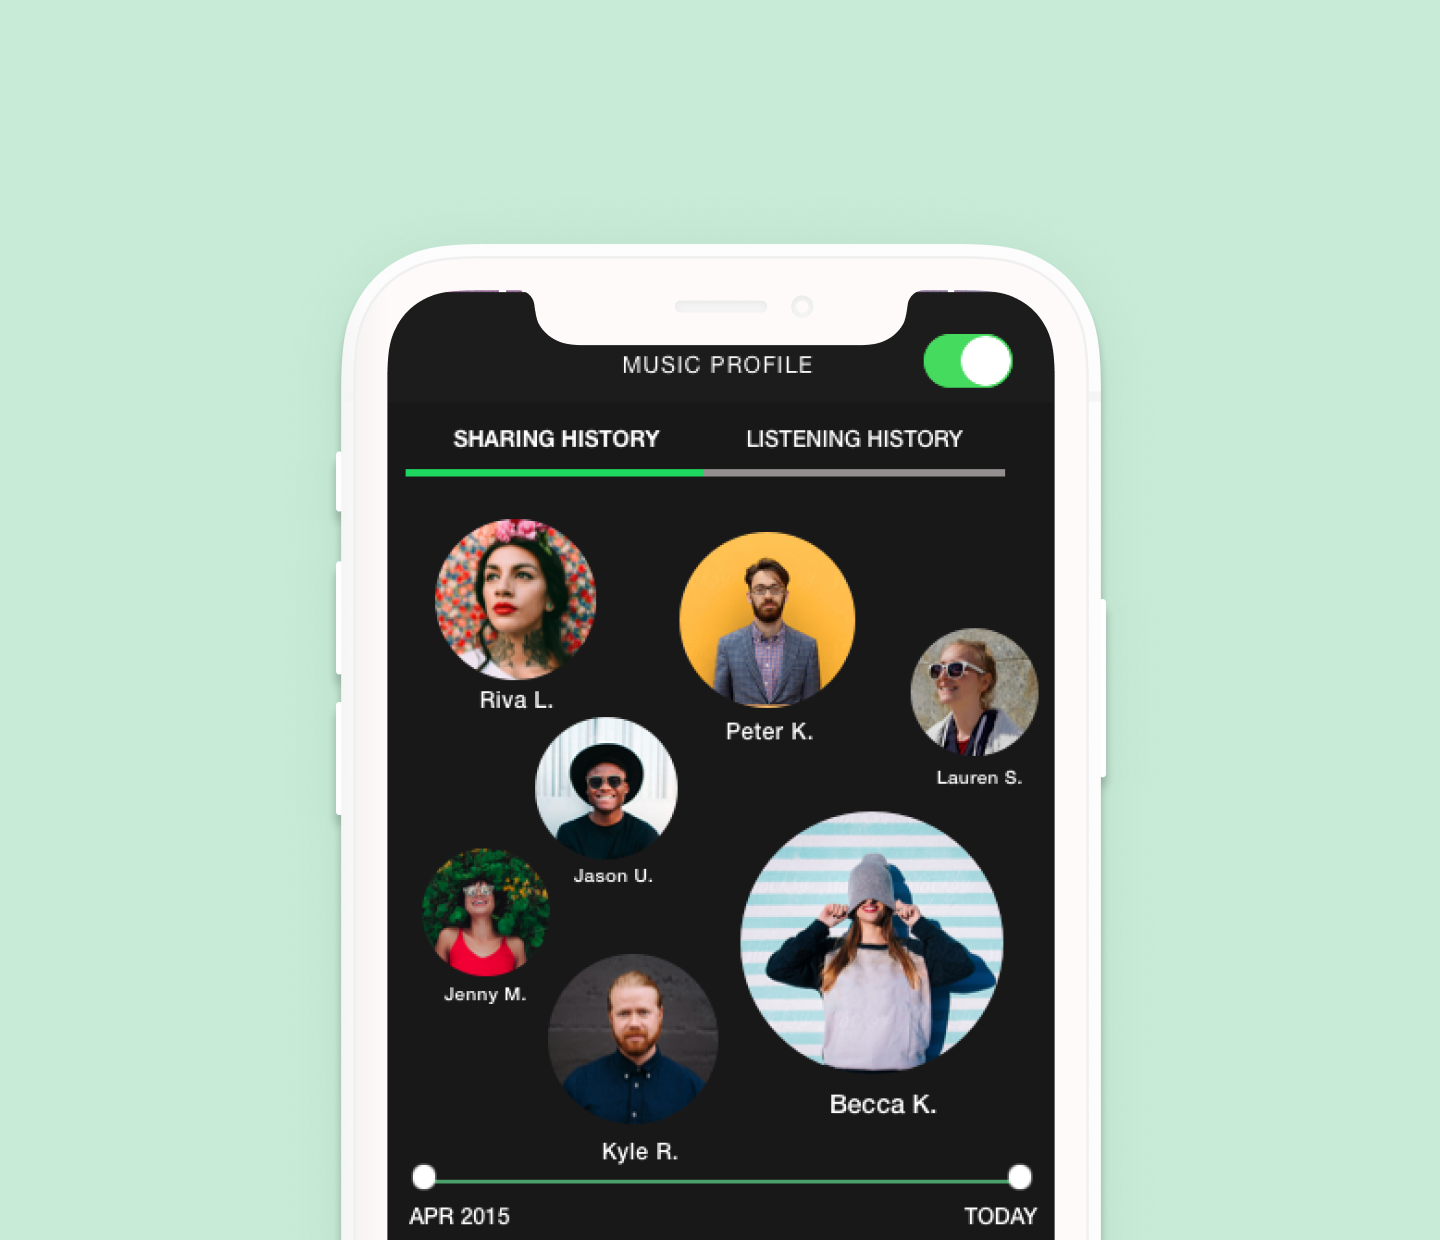 MUSIC PROFILE
SHARING HISTORY
LISTENING HISTORY
Riva L.
Peter K.
Lauren S.
Jason U.
Jenny M.
Becca K.
Kyle R.
APR 2015
TODAY